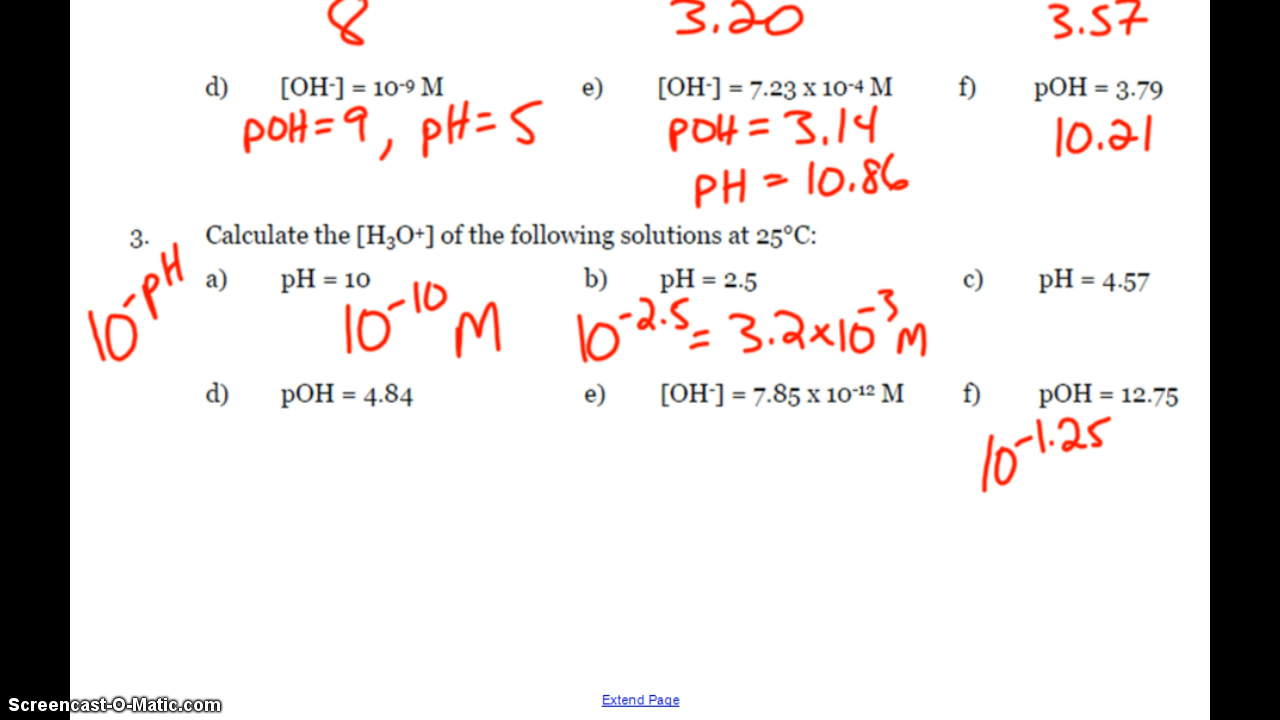 8 3.20 3.57
d) [OH-] = 10-9 M e) [OH-] = 7.23 x 10-4 M f) pOH = 3.79
pOH = 9, pH = 5 pOH = 3.14 10.21
pH = 10.86
3. Calculate the [H3O+] of the following solutions at 25°C:
10-pH a) pH = 10 b) pH = 2.5 c) pH = 4.57
10-10 M 10-2.5 = 3.2 x 10-3 M
d) pOH = 4.84 e) [OH-] = 7.85 x 10-12 M f) pOH = 12.75
10-1.25
Screencast-O-Matic.com Extend Page